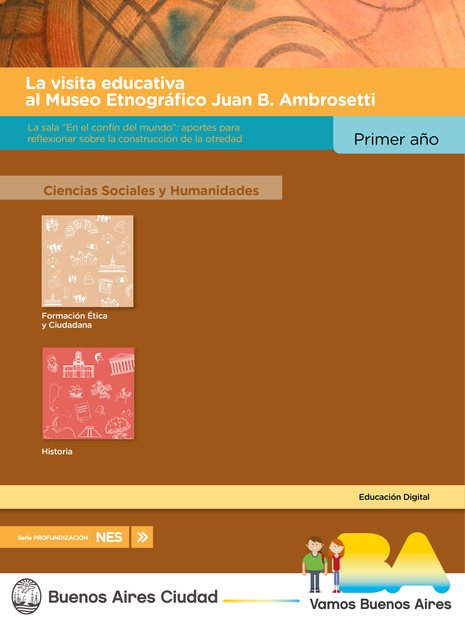 La visita educativa
al Museo Etnográfico Juan B. Ambrosetti
La sala “En el confín del mundo”: aportes para
reflexionar sobre la construcción de la otredad
Primer año
Ciencias Sociales y Humanidades
Formación Ética
y Ciudadana
Historia
Educación Digital
Serie PROFUNDIZACIÓN NES
BA
Buenos Aires Ciudad
Vamos Buenos Aires